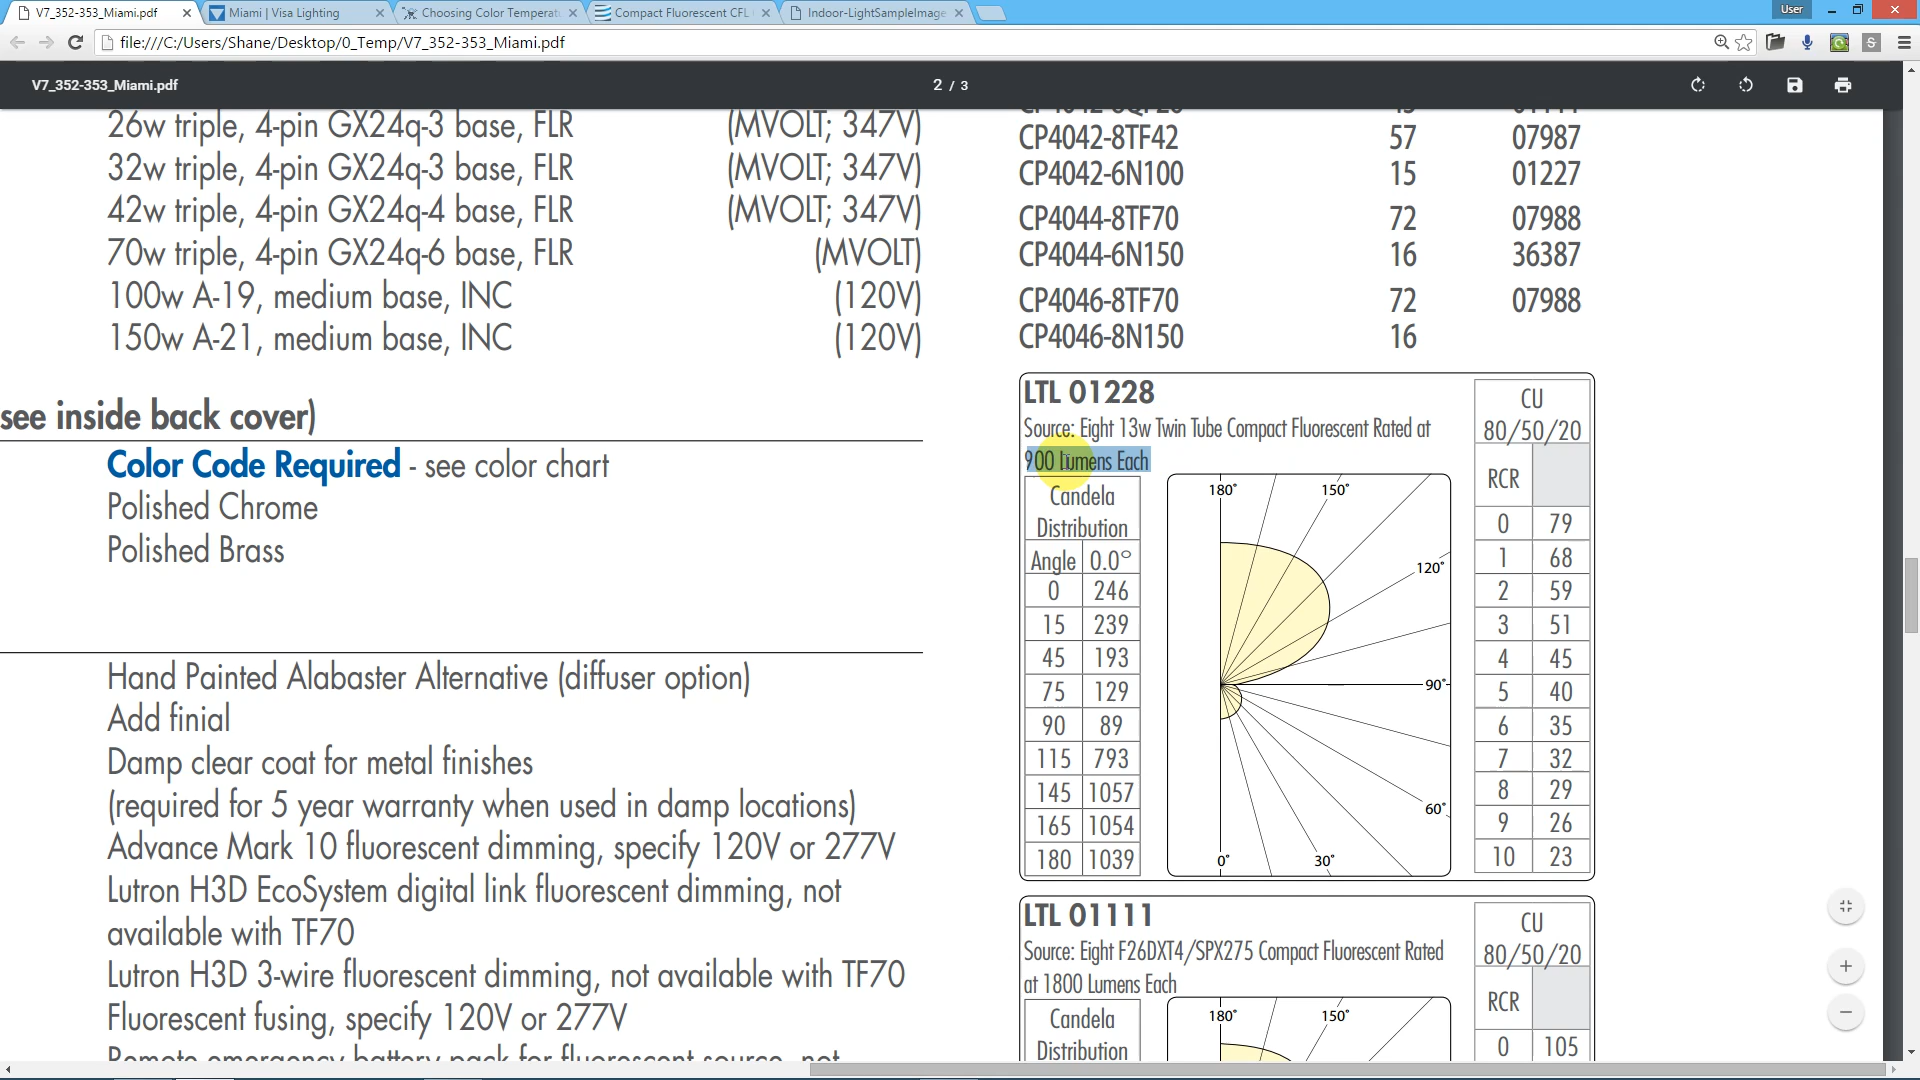 V7_352-353_Miami.pdf
Miami | Visa Lighting
Choosing Color Temperat
Compact Fluorescent CFL
Indoor-LightSampleImage
User
file:///C:/Users/Shane/Desktop/0_Temp/V7_352-353_Miami.pdf
V7_352-353_Miami.pdf
2 / 3
26w triple, 4-pin GX24q-3 base, FLR (MVOLT; 347V)
32w triple, 4-pin GX24q-3 base, FLR (MVOLT; 347V)
42w triple, 4-pin GX24q-4 base, FLR (MVOLT; 347V)
70w triple, 4-pin GX24q-6 base, FLR (MVOLT)
100w A-19, medium base, INC (120V)
150w A-21, medium base, INC (120V)
see inside back cover)
Color Code Required - see color chart
Polished Chrome
Polished Brass
Hand Painted Alabaster Alternative (diffuser option)
Add finial
Damp clear coat for metal finishes
(required for 5 year warranty when used in damp locations)
Advance Mark 10 fluorescent dimming, specify 120V or 277V
Lutron H3D EcoSystem digital link fluorescent dimming, not
available with TF70
Lutron H3D 3-wire fluorescent dimming, not available with TF70
Fluorescent fusing, specify 120V or 277V
CP4042-8TF42 57 07987
CP4042-6N100 15 01227
CP4044-8TF70 72 07988
CP4044-6N150 16 36387
CP4046-8TF70 72 07988
CP4046-8N150 16
LTL 01228
Source: Eight 13w Twin Tube Compact Fluorescent Rated at
900 Lumens Each
Candela
Distribution
Angle 0.0°
0 246
15 239
45 193
75 129
90 89
115 793
145 1057
165 1054
180 1039
180°
150°
120°
90°
60°
30°
0°
CU
80/50/20
RCR
0 79
1 68
2 59
3 51
4 45
5 40
6 35
7 32
8 29
9 26
10 23
LTL 01111
Source: Eight F26DXT4/SPX275 Compact Fluorescent Rated
at 1800 Lumens Each
Candela
Distribution
180°
150°
CU
80/50/20
RCR
0 105